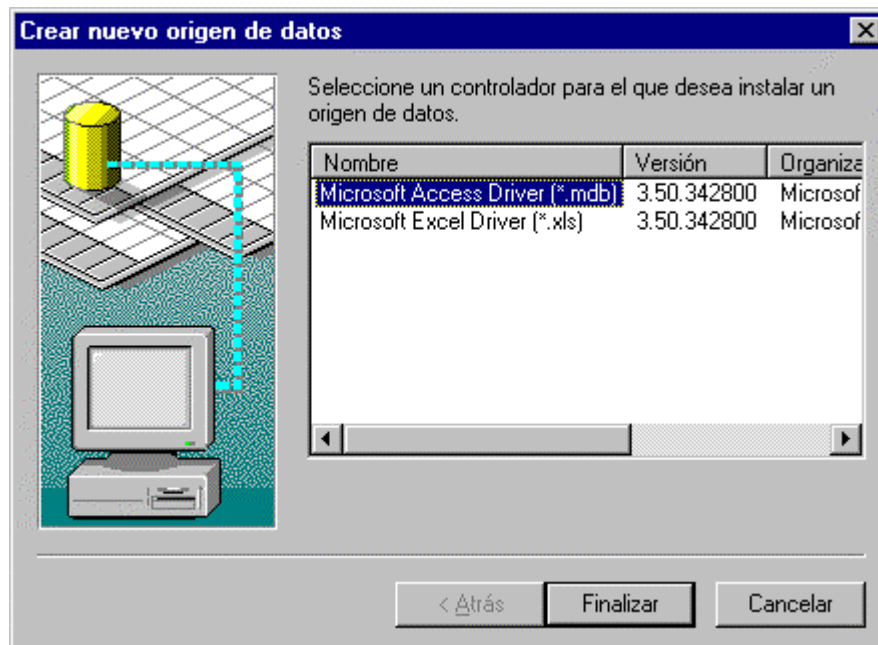 Crear nuevo origen de datos
Seleccione un controlador para el que desea instalar un
origen de datos.
Nombre Versión Organiza
Microsoft Access Driver (*.mdb) 3.50.342800 Microsof
Microsoft Excel Driver (*.xls) 3.50.342800 Microsof
< Atrás Finalizar Cancelar